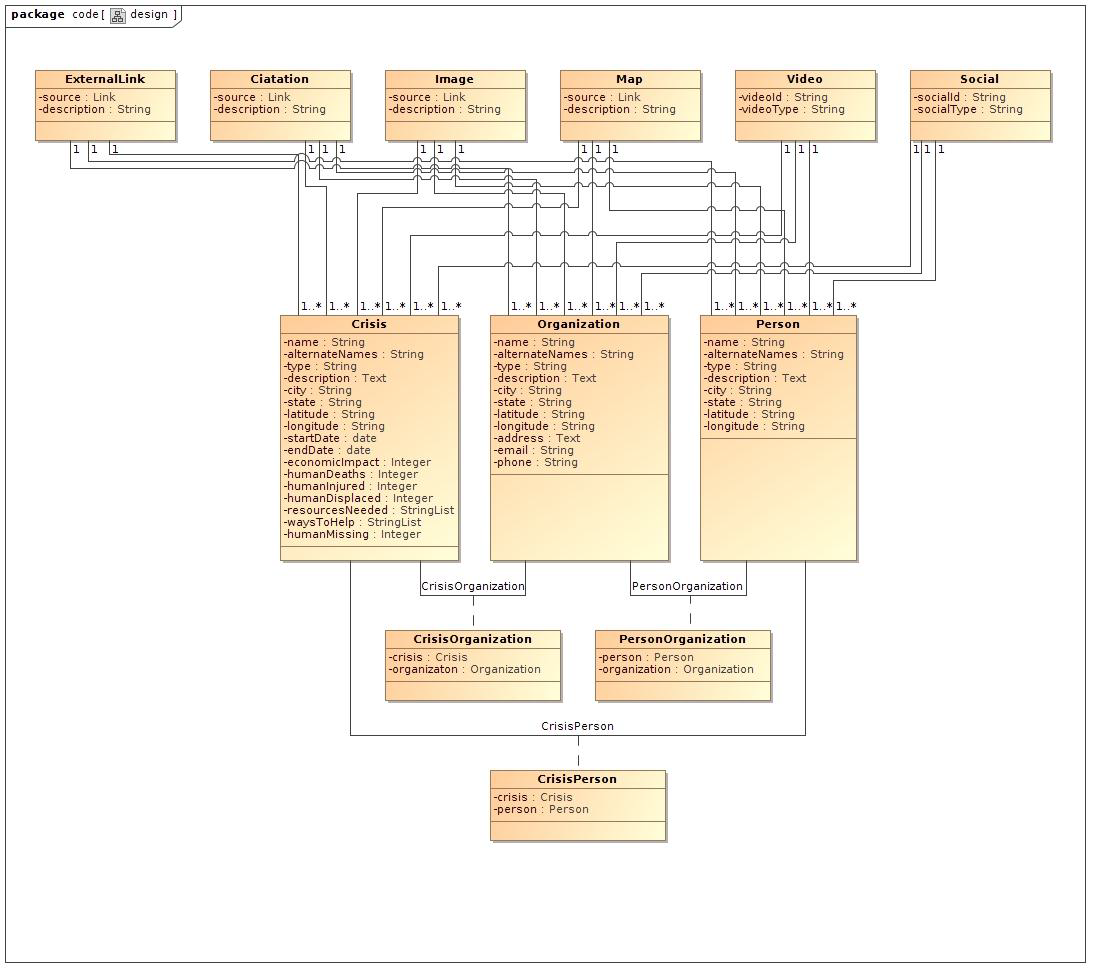 package code [ design ]
ExternalLink
-source : Link
-description : String
Ciatation
-source : Link
-description : String
Image
-source : Link
-description : String
Map
-source : Link
-description : String
Video
-videoId : String
-videoType : String
Social
-socialId : String
-socialType : String
1 1 1 1 1 1 1 1 1 1 1 1 1 1 1 1 1 1
1..* 1..* 1..* 1..* 1..* 1..* 1..* 1..* 1..* 1..* 1..* 1..* 1..* 1..* 1..* 1..* 1..* 1..*
Crisis
-name : String
-alternateNames : String
-type : String
-description : Text
-city : String
-state : String
-latitude : String
-longitude : String
-startDate : date
-endDate : date
-economicImpact : Integer
-humanDeaths : Integer
-humanInjured : Integer
-humanDisplaced : Integer
-resourcesNeeded : StringList
-waysToHelp : StringList
-humanMissing : Integer
Organization
-name : String
-alternateNames : String
-type : String
-description : Text
-city : String
-state : String
-latitude : String
-longitude : String
-address : Text
-email : String
-phone : String
Person
-name : String
-alternateNames : String
-type : String
-description : Text
-city : String
-state : String
-latitude : String
-longitude : String
CrisisOrganization
PersonOrganization
CrisisOrganization
-crisis : Crisis
-organizaton : Organization
PersonOrganization
-person : Person
-organization : Organization
CrisisPerson
CrisisPerson
-crisis : Crisis
-person : Person